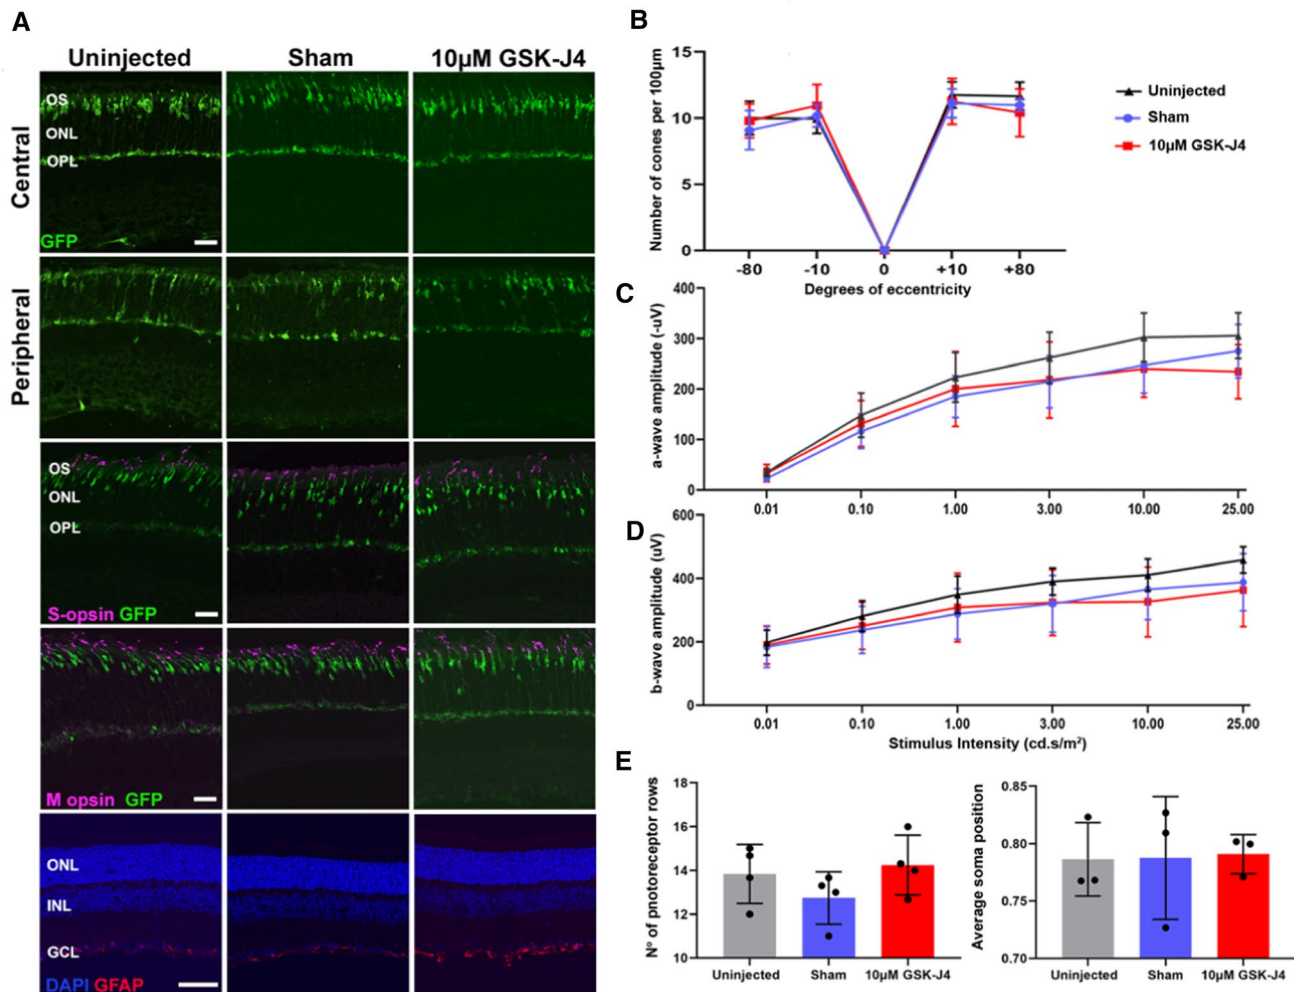 A
Uninjected Sham 10µM GSK-J4
Central
OS
ONL
OPL
GFP
Peripheral
OS
ONL
OPL
S-opsin GFP
M opsin GFP
ONL
INL
GCL
DAPI GFAP
B
Number of cones per 100µm
15
10
5
0
-80 -10 0 +10 +80
Degrees of eccentricity
Uninjected
Sham
10µM GSK-J4
C
a-wave amplitude (-uV)
400
300
200
100
0
0.01 0.10 1.00 3.00 10.00 25.00
D
b-wave amplitude (uV)
600
400
200
0
0.01 0.10 1.00 3.00 10.00 25.00
Stimulus Intensity (cd.s/m²)
E
Nº of pnotoreceptor rows
18
16
14
12
10
Uninjected Sham 10µM GSK-J4
Average soma position
0.85
0.80
0.75
0.70
Uninjected Sham 10µM GSK-J4